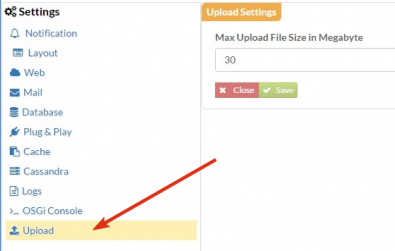 Settings
Notification
Layout
Web
Mail
Database
Plug & Play
Cache
Cassandra
Logs
OSGi Console
Upload
Upload Settings
Max Upload File Size in Megabyte
30
Close Save